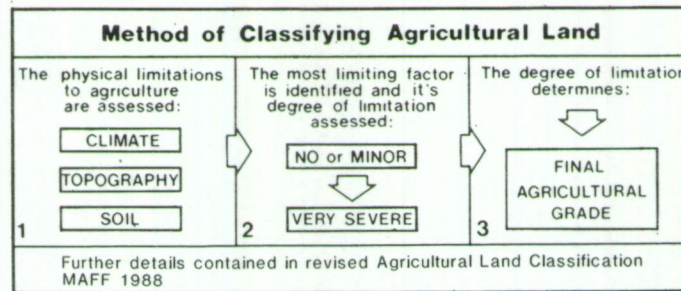 Method of Classifying Agricultural Land
The physical limitations
to agriculture
are assessed:
CLIMATE
TOPOGRAPHY
SOIL
1
The most limiting factor
is identified and it's
degree of limitation
assessed:
NO or MINOR
VERY SEVERE
2
The degree of limitation
determines:
FINAL
AGRICULTURAL
GRADE
3
Further details contained in revised Agricultural Land Classification
MAFF 1988